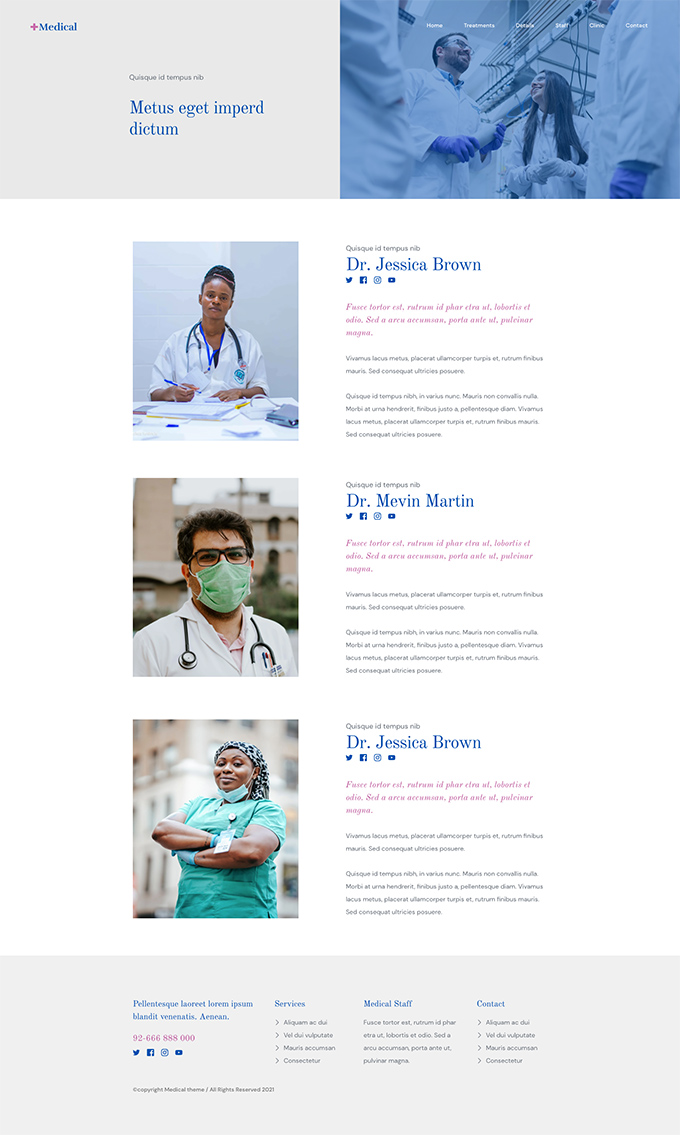 Medical
Home Treatments Details Staff Clinic Contact
Quisque id tempus nib
Metus eget imperd
dictum
Quisque id tempus nib
Dr. Jessica Brown
Fusce tortor est, rutrum id phar etra ut, lobortis et
odio. Sed a arcu accumsan, porta ante ut, pulvinar
magna.
Vivamus lacus metus, placerat ullamcorper turpis et, rutrum finibus
mauris. Sed consequat ultricies posuere.
Quisque id tempus nibh, in varius nunc. Mauris non convallis nulla.
Morbi at urna hendrerit, finibus justo a, pellentesque diam. Vivamus
lacus metus, placerat ullamcorper turpis et, rutrum finibus mauris.
Sed consequat ultricies posuere.
Quisque id tempus nib
Dr. Mevin Martin
Fusce tortor est, rutrum id phar etra ut, lobortis et
odio. Sed a arcu accumsan, porta ante ut, pulvinar
magna.
Vivamus lacus metus, placerat ullamcorper turpis et, rutrum finibus
mauris. Sed consequat ultricies posuere.
Quisque id tempus nibh, in varius nunc. Mauris non convallis nulla.
Morbi at urna hendrerit, finibus justo a, pellentesque diam. Vivamus
lacus metus, placerat ullamcorper turpis et, rutrum finibus mauris.
Sed consequat ultricies posuere.
Quisque id tempus nib
Dr. Jessica Brown
Fusce tortor est, rutrum id phar etra ut, lobortis et
odio. Sed a arcu accumsan, porta ante ut, pulvinar
magna.
Vivamus lacus metus, placerat ullamcorper turpis et, rutrum finibus
mauris. Sed consequat ultricies posuere.
Quisque id tempus nibh, in varius nunc. Mauris non convallis nulla.
Morbi at urna hendrerit, finibus justo a, pellentesque diam. Vivamus
lacus metus, placerat ullamcorper turpis et, rutrum finibus mauris.
Sed consequat ultricies posuere.
Pellentesque laoreet lorem ipsum
blandit venenatis. Aenean.
92-666 888 000
Services
Aliquam ac dui
Vel dui vulputate
Mauris accumsan
Consectetur
Medical Staff
Fusce tortor est, rutrum id phar
etra ut, lobortis et odio. Sed a
arcu accumsan, porta ante ut,
pulvinar magna.
Contact
Aliquam ac dui
Vel dui vulputate
Mauris accumsan
Consectetur
©copyright Medical theme / All Rights Reserved 2021